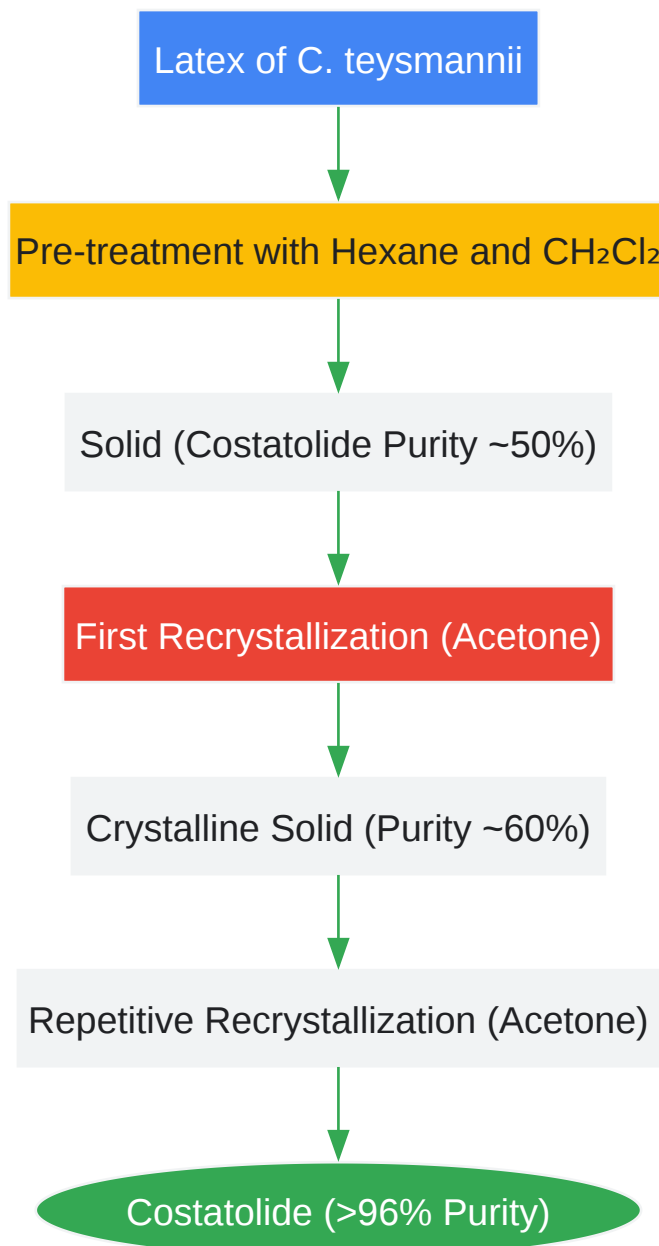 Latex of C. teysmannii
Pre-treatment with Hexane and CH₂Cl₂
Solid (Costatolide Purity ~50%)
First Recrystallization (Acetone)
Crystalline Solid (Purity ~60%)
Repetitive Recrystallization (Acetone)
Costatolide (>96% Purity)